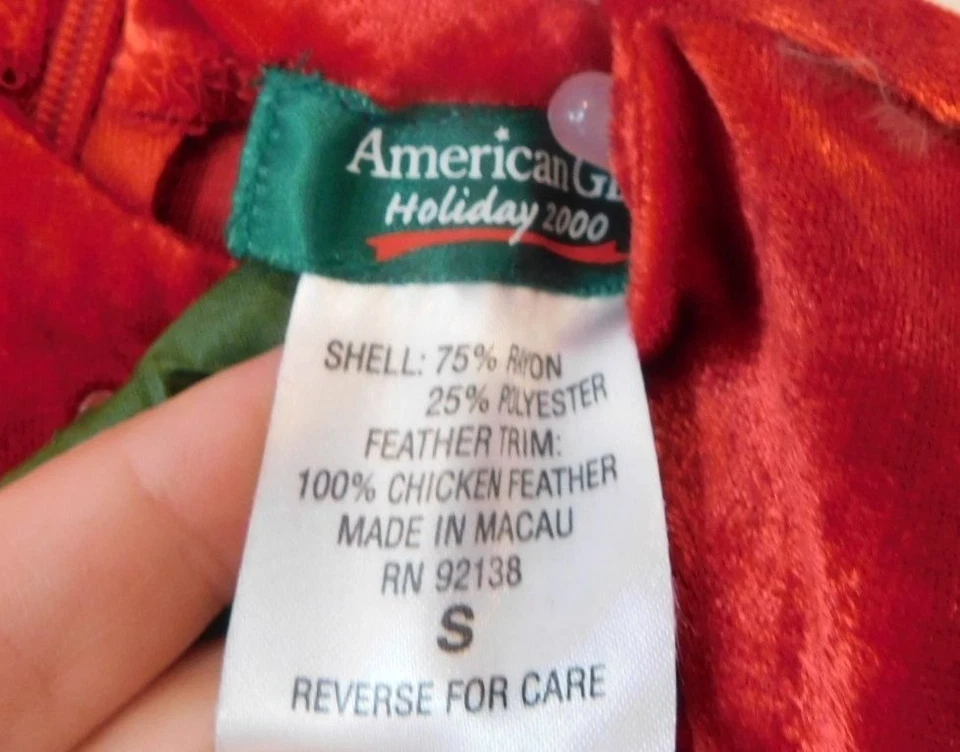 American Gi
Holiday 2000
SHELL: 75% RAYON
25% POLYESTER
FEATHER TRIM:
100% CHICKEN FEATHER
MADE IN MACAU
RN 92138
S
REVERSE FOR CARE